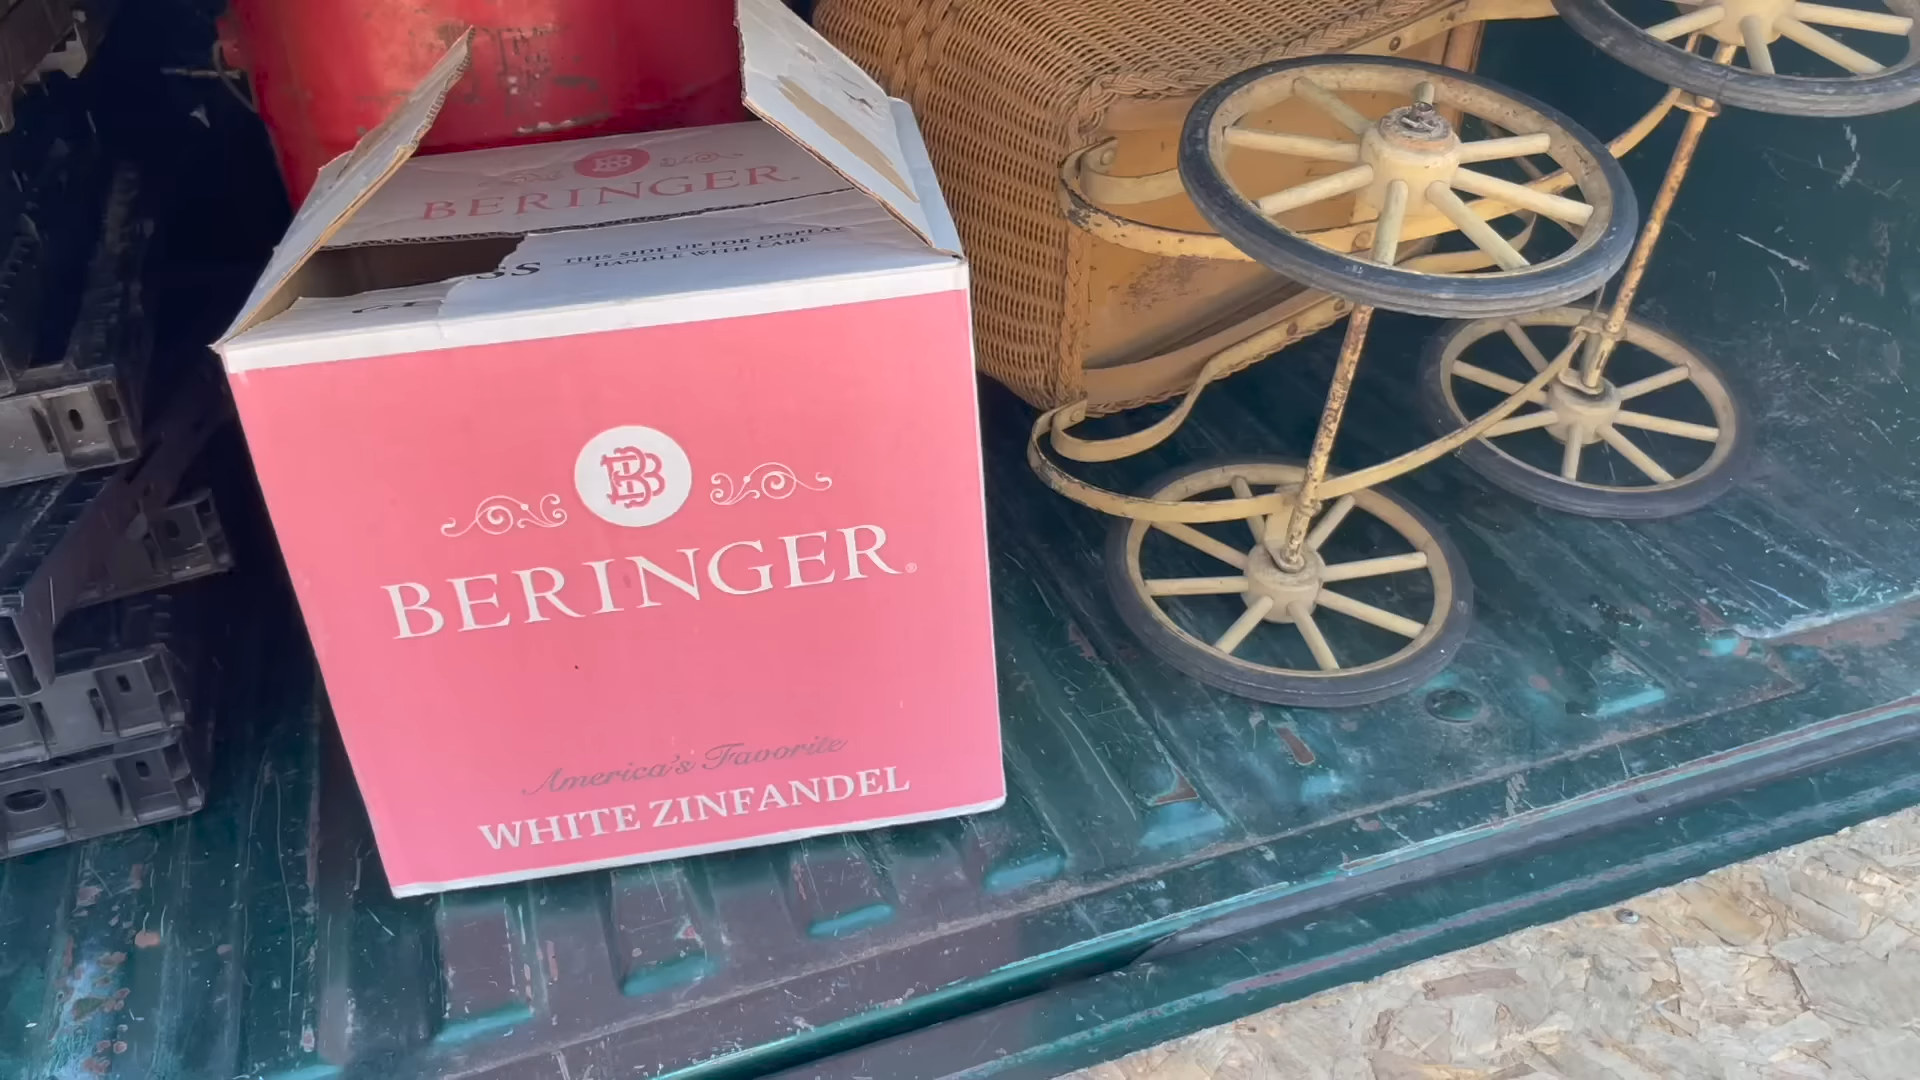 BERINGER.
THIS SIDE UP FOR DISPLAY
HANDLE WITH CARE
B
BERINGER®
America's Favorite
WHITE ZINFANDEL